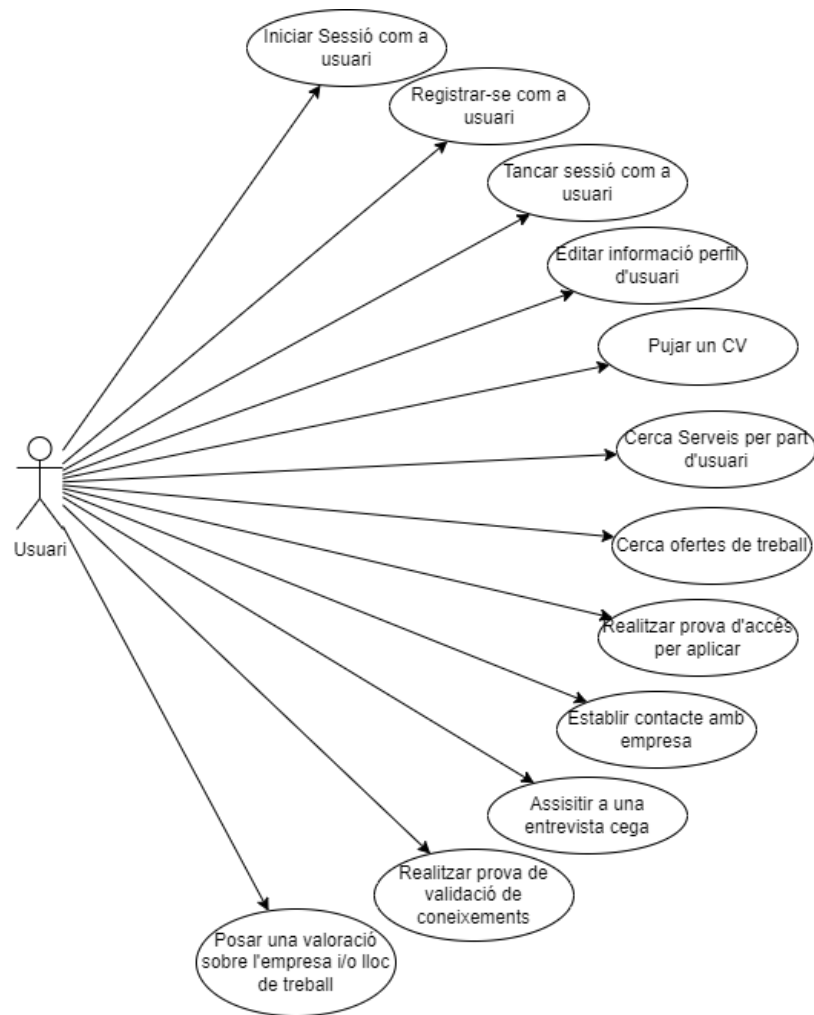 Iniciar Sessió com a
usuari
Registrar-se com a
usuari
Tancar sessió com a
usuari
Editar informació perfil
d'usuari
Pujar un CV
Cerca Serveis per part
d'usuari
Usuari
Cerca ofertes de treball
Realitzar prova d'accés
per aplicar
Establir contacte amb
empresa
Assisitir a una
entrevista cega
Realitzar prova de
validació de
coneixements
Posar una valoració
sobre l'empresa i/o lloc
de treball